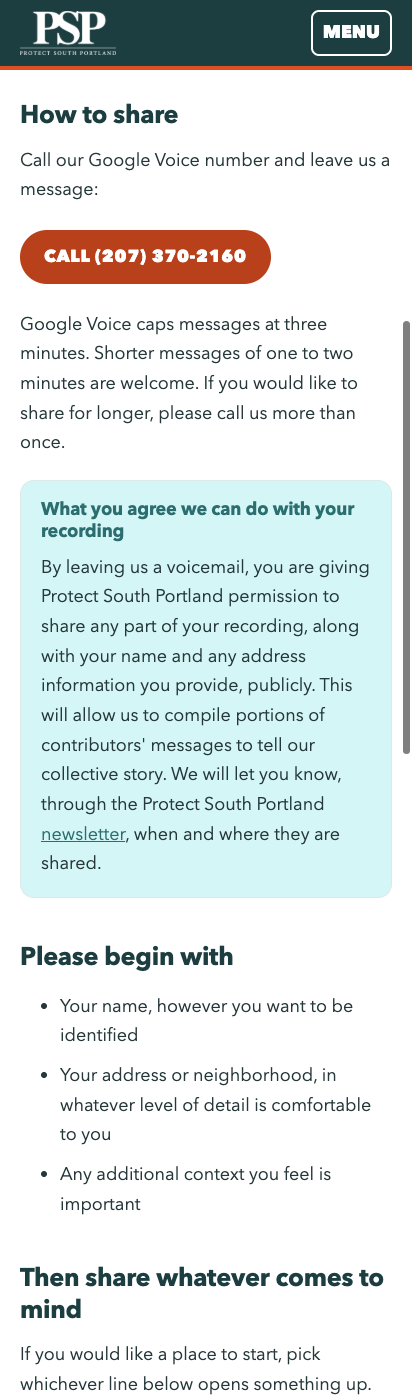 PSP
PROTECT SOUTH PORTLAND
MENU
How to share
Call our Google Voice number and leave us a
message:
CALL (207) 370-2160
Google Voice caps messages at three
minutes. Shorter messages of one to two
minutes are welcome. If you would like to
share for longer, please call us more than
once.
What you agree we can do with your
recording
By leaving us a voicemail, you are giving
Protect South Portland permission to
share any part of your recording, along
with your name and any address
information you provide, publicly. This
will allow us to compile portions of
contributors' messages to tell our
collective story. We will let you know,
through the Protect South Portland
newsletter, when and where they are
shared.
Please begin with
• Your name, however you want to be
identified
• Your address or neighborhood, in
whatever level of detail is comfortable
to you
• Any additional context you feel is
important
Then share whatever comes to
mind
If you would like a place to start, pick
whichever line below opens something up.